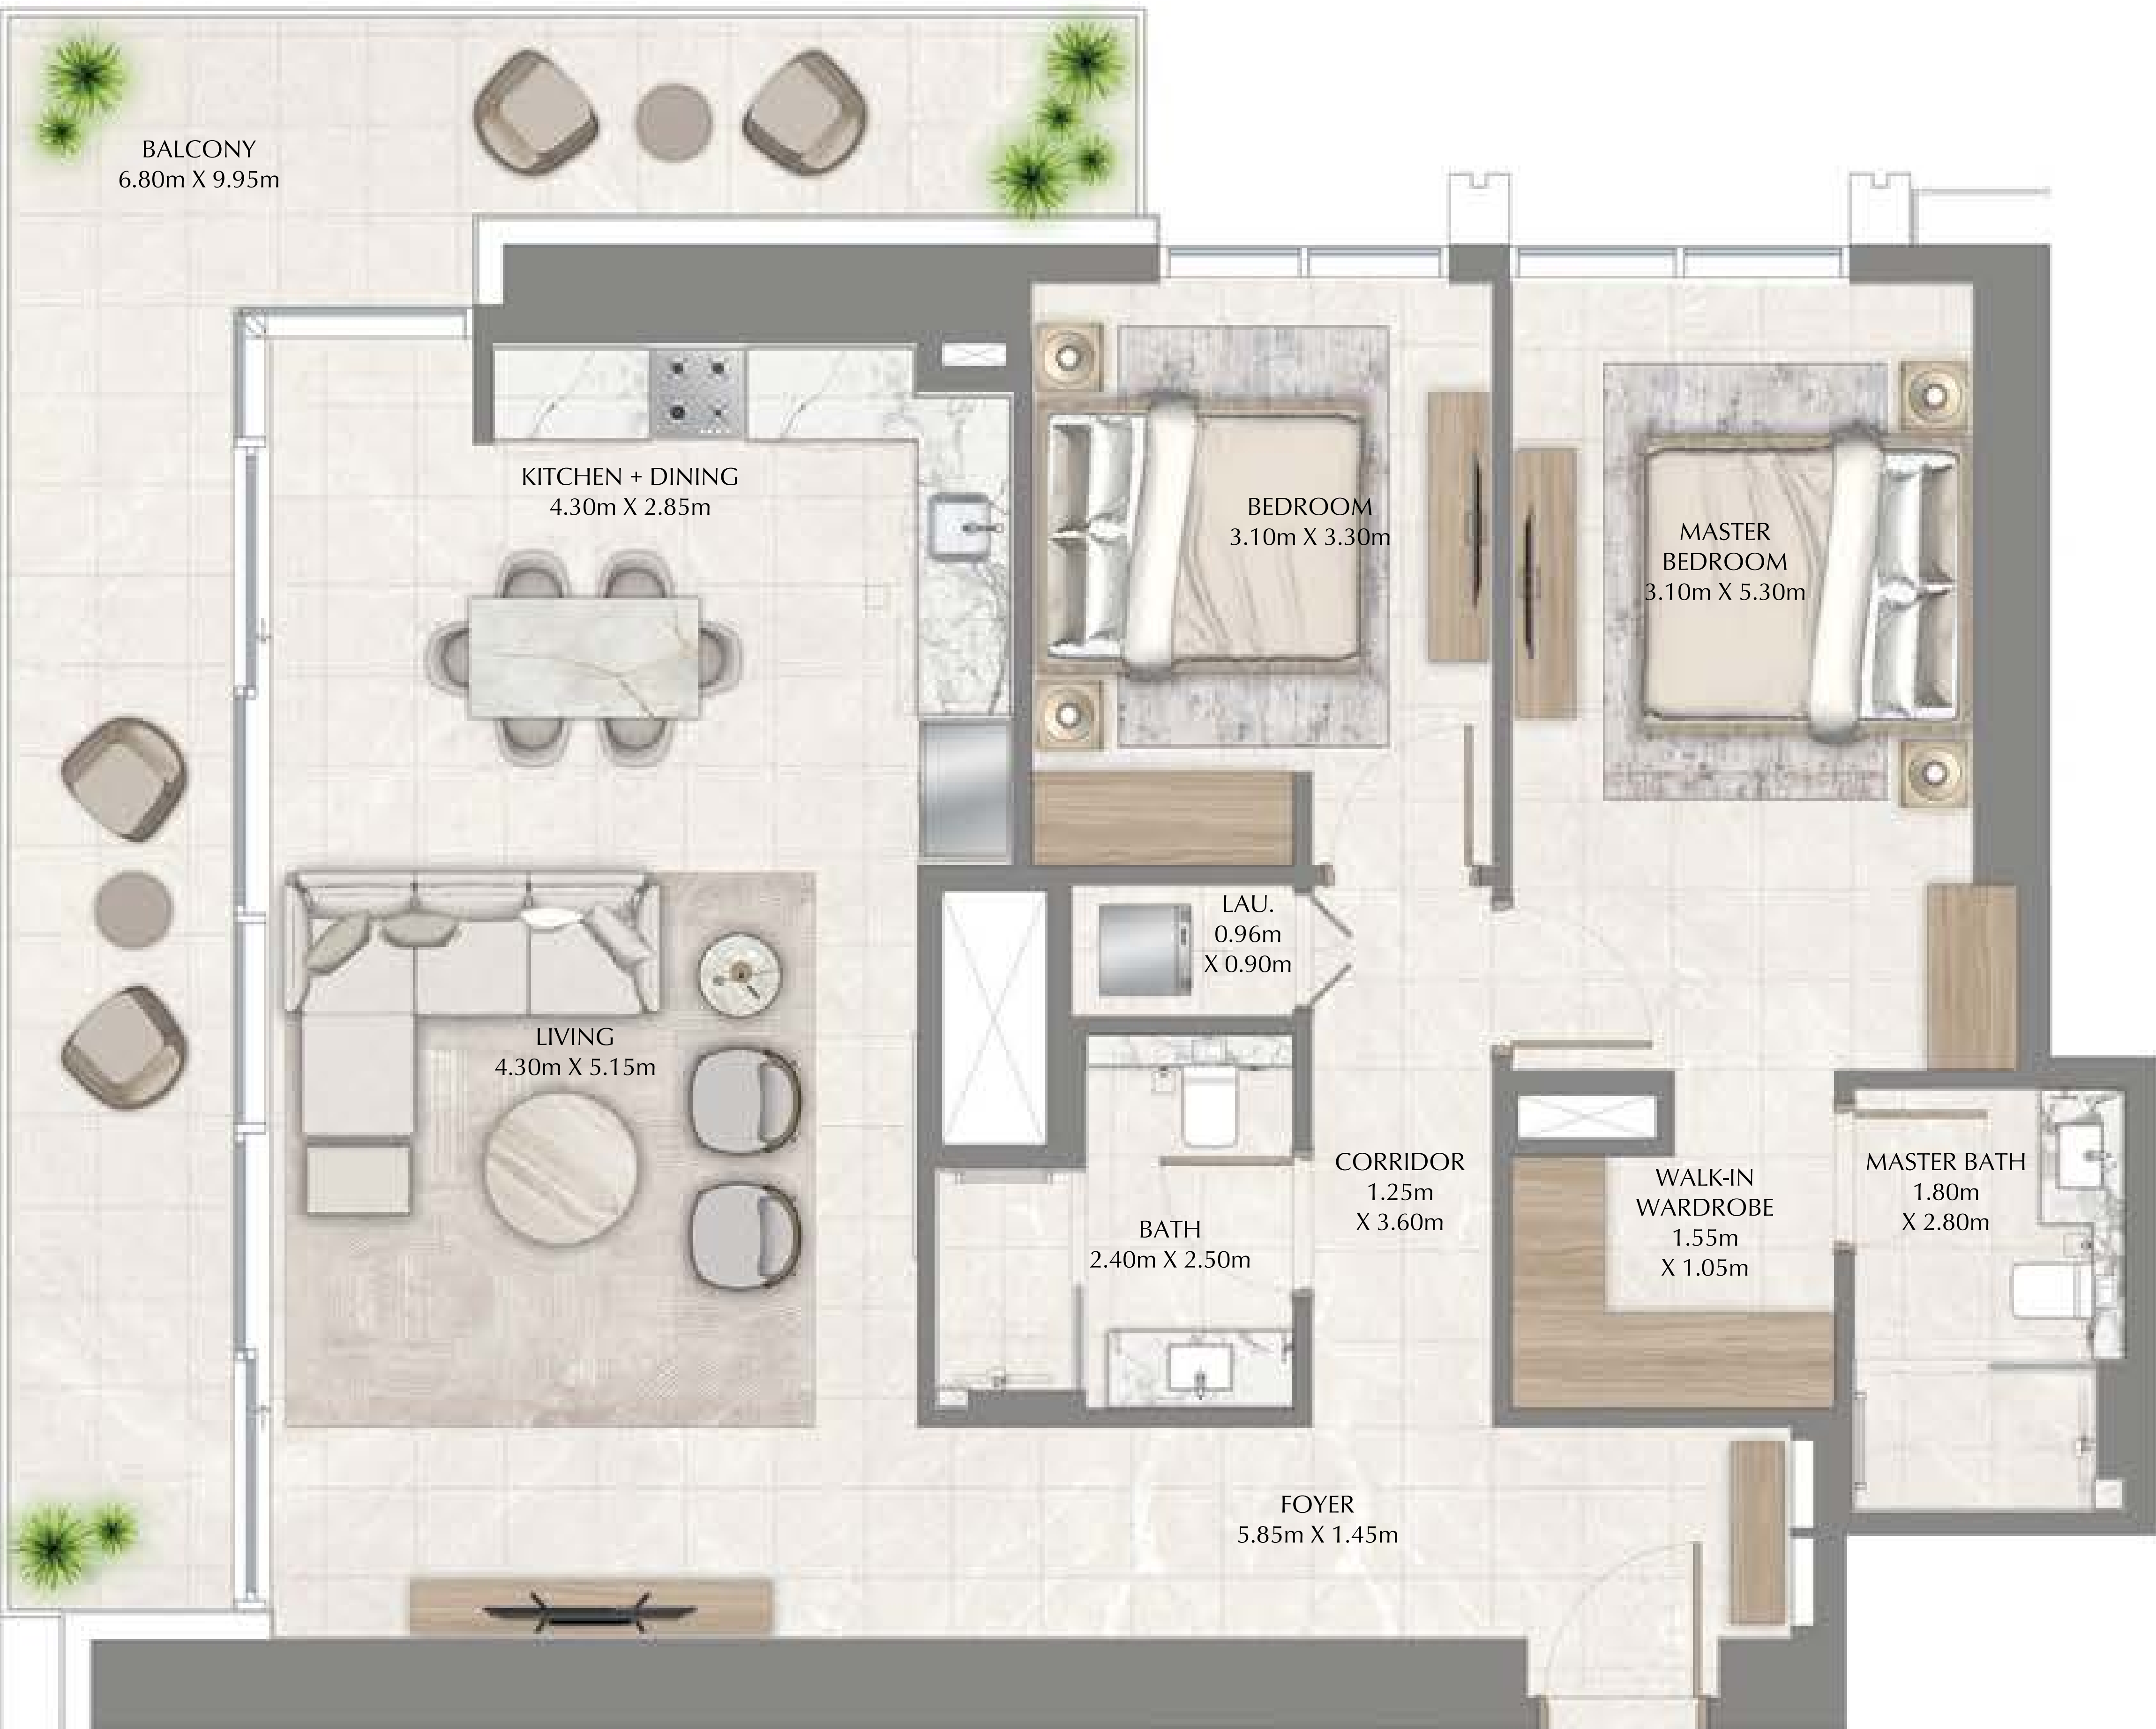 BALCONY
6.80m X 9.95m
KITCHEN + DINING
4.30m X 2.85m
BEDROOM
3.10m X 3.30m
MASTER
BEDROOM
3.10m X 5.30m
LAU.
0.96m
X 0.90m
LIVING
4.30m X 5.15m
CORRIDOR
1.25m
X 3.60m
BATH
2.40m X 2.50m
WALK-IN
WARDROBE
1.55m
X 1.05m
MASTER BATH
1.80m
X 2.80m
FOYER
5.85m X 1.45m